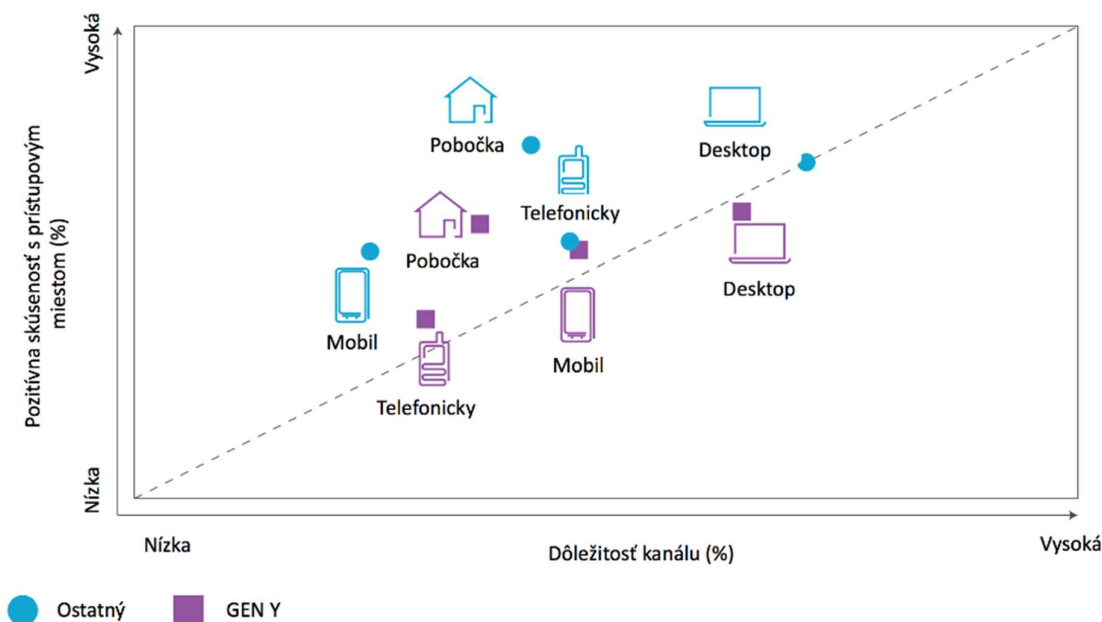 Vysoká
Pozitívna skúsenosť s prístupovým
miestom (%)
Nízka
Pobočka
Desktop
Telefonicky
Pobočka
Desktop
Mobil
Mobil
Telefonicky
Nízka
Dôležitosť kanálu (%)
Vysoká
Ostatný
GEN Y